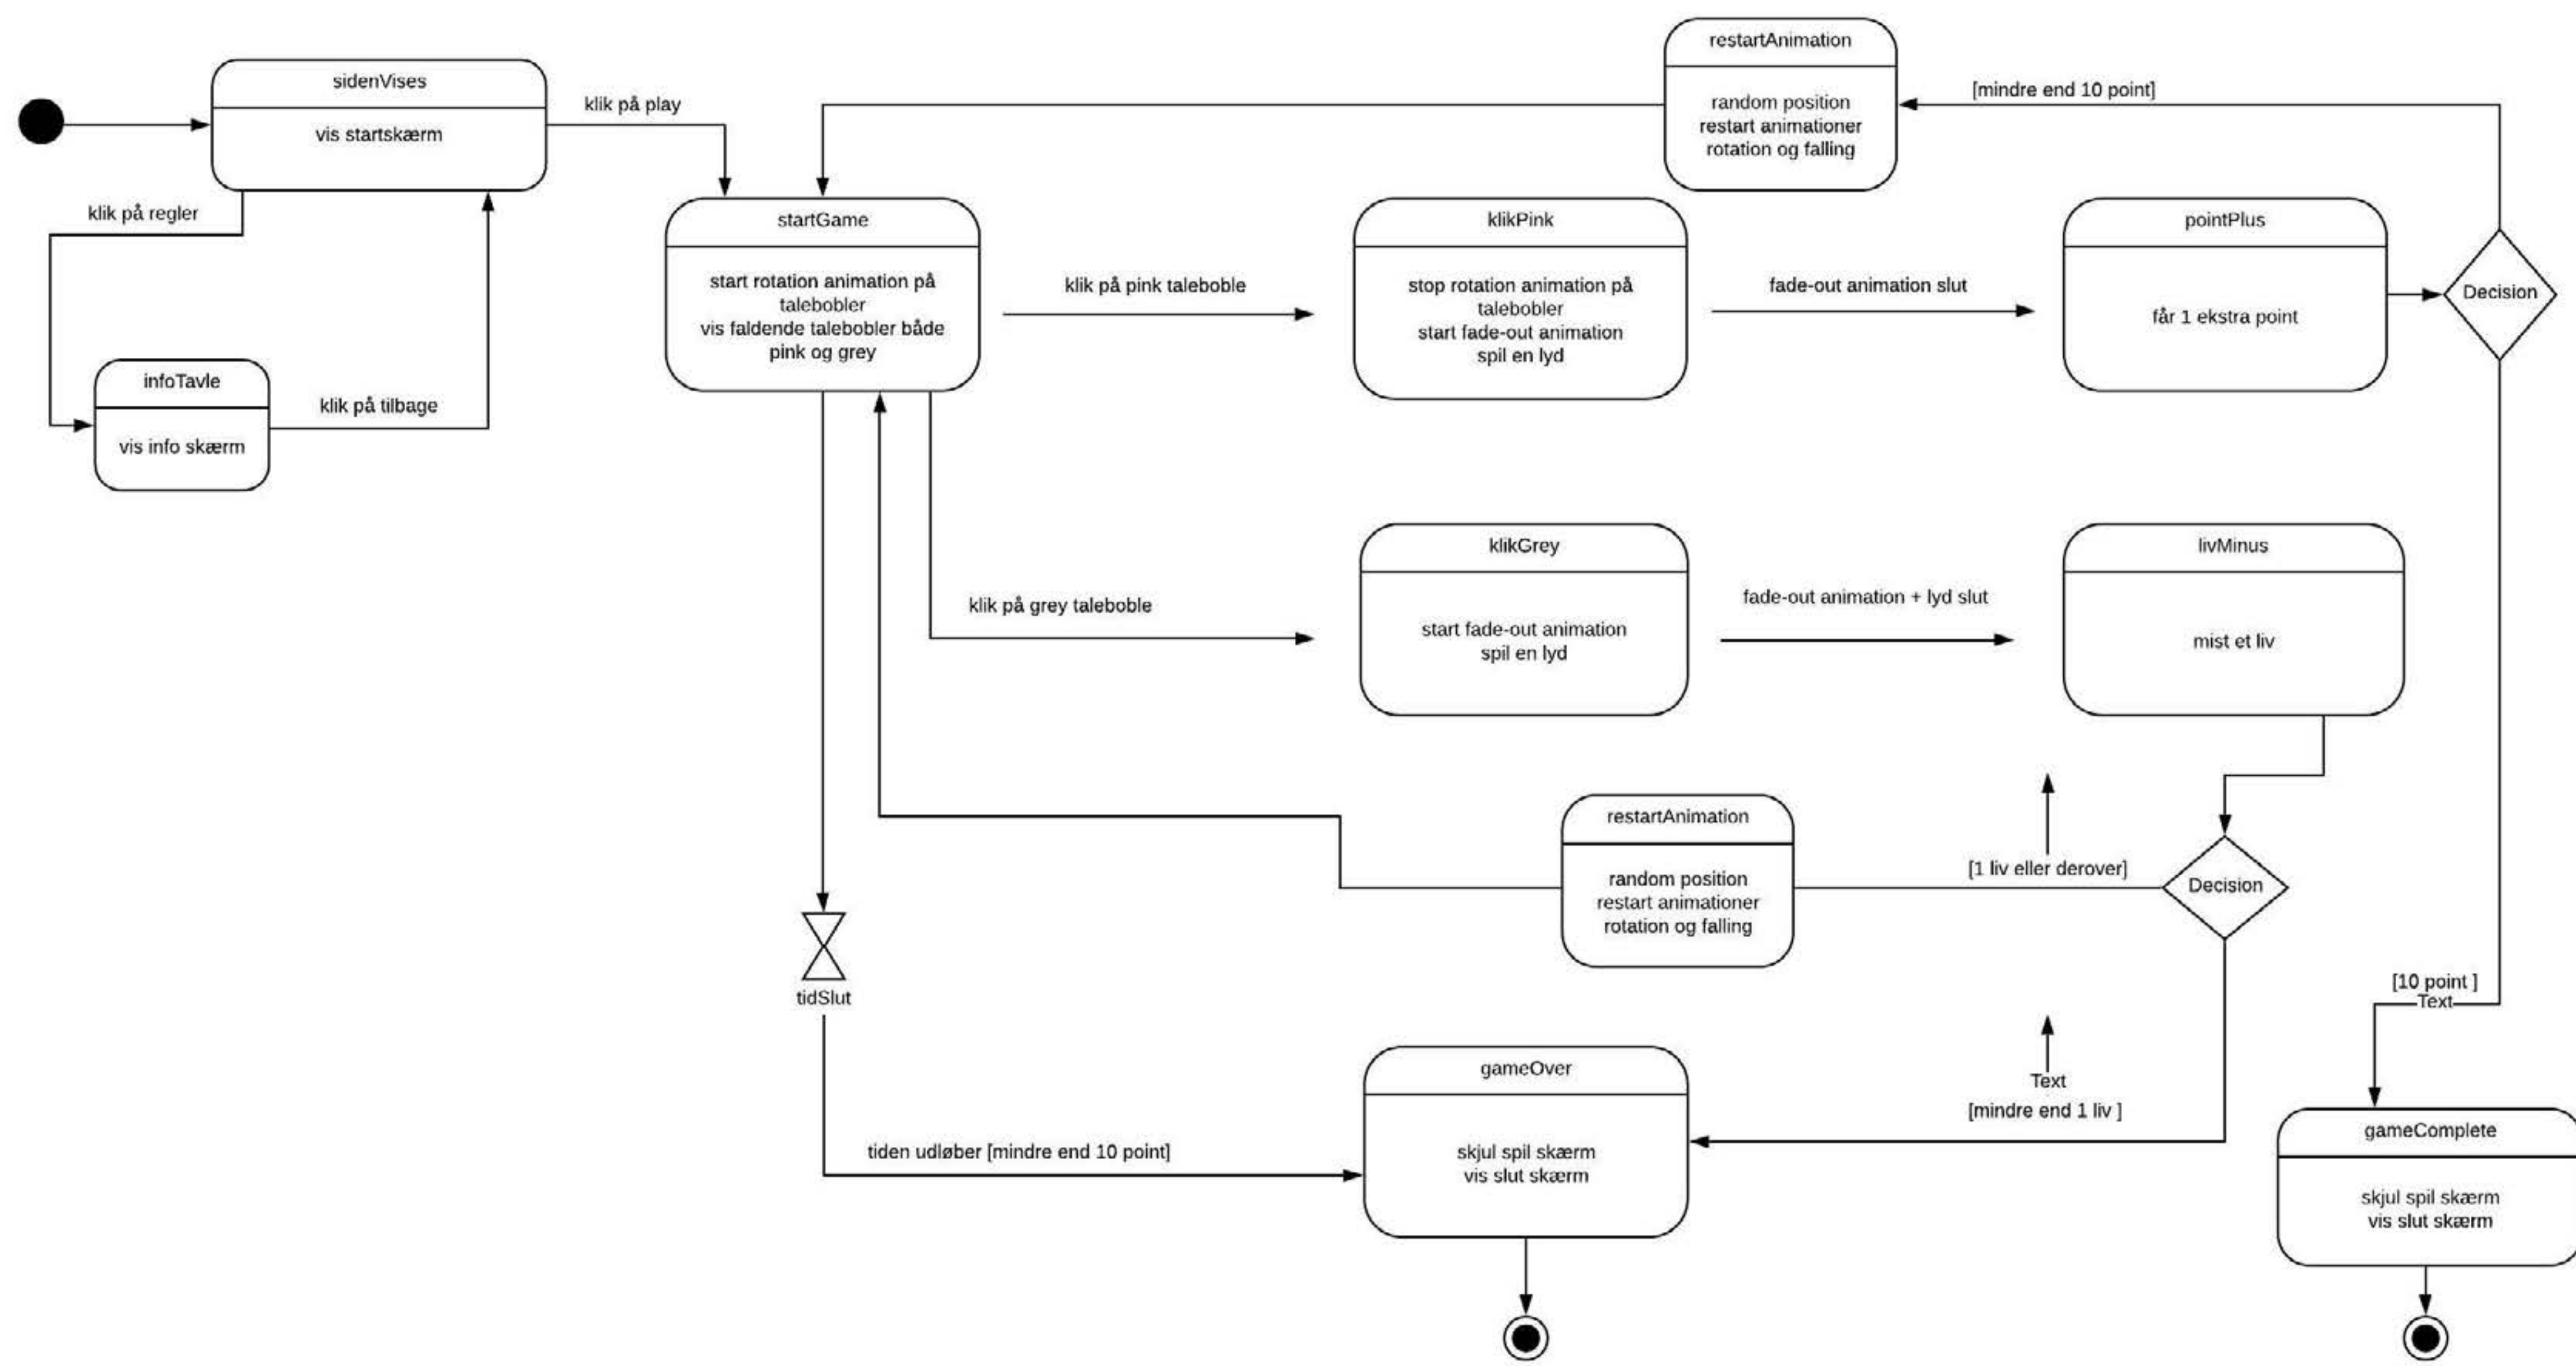 restartAnimation
random position
restart animationer
rotation og falling
[mindre end 10 point]
sidenVises
vis startskærm
klik på play
klik på regler
infoTavle
vis info skærm
klik på tilbage
startGame
start rotation animation på
talebobler
vis faldende talebobler både
pink og grey
klik på pink taleboble
klikPink
stop rotation animation på
talebobler
start fade-out animation
spil en lyd
fade-out animation slut
pointPlus
får 1 ekstra point
Decision
klik på grey taleboble
klikGrey
start fade-out animation
spil en lyd
fade-out animation + lyd slut
livMinus
mist et liv
restartAnimation
random position
restart animationer
rotation og falling
[1 liv eller derover]
Decision
tidSlut
[10 point ]
Text
tiden udløber [mindre end 10 point]
gameOver
skjul spil skærm
vis slut skærm
Text
[mindre end 1 liv ]
gameComplete
skjul spil skærm
vis slut skærm